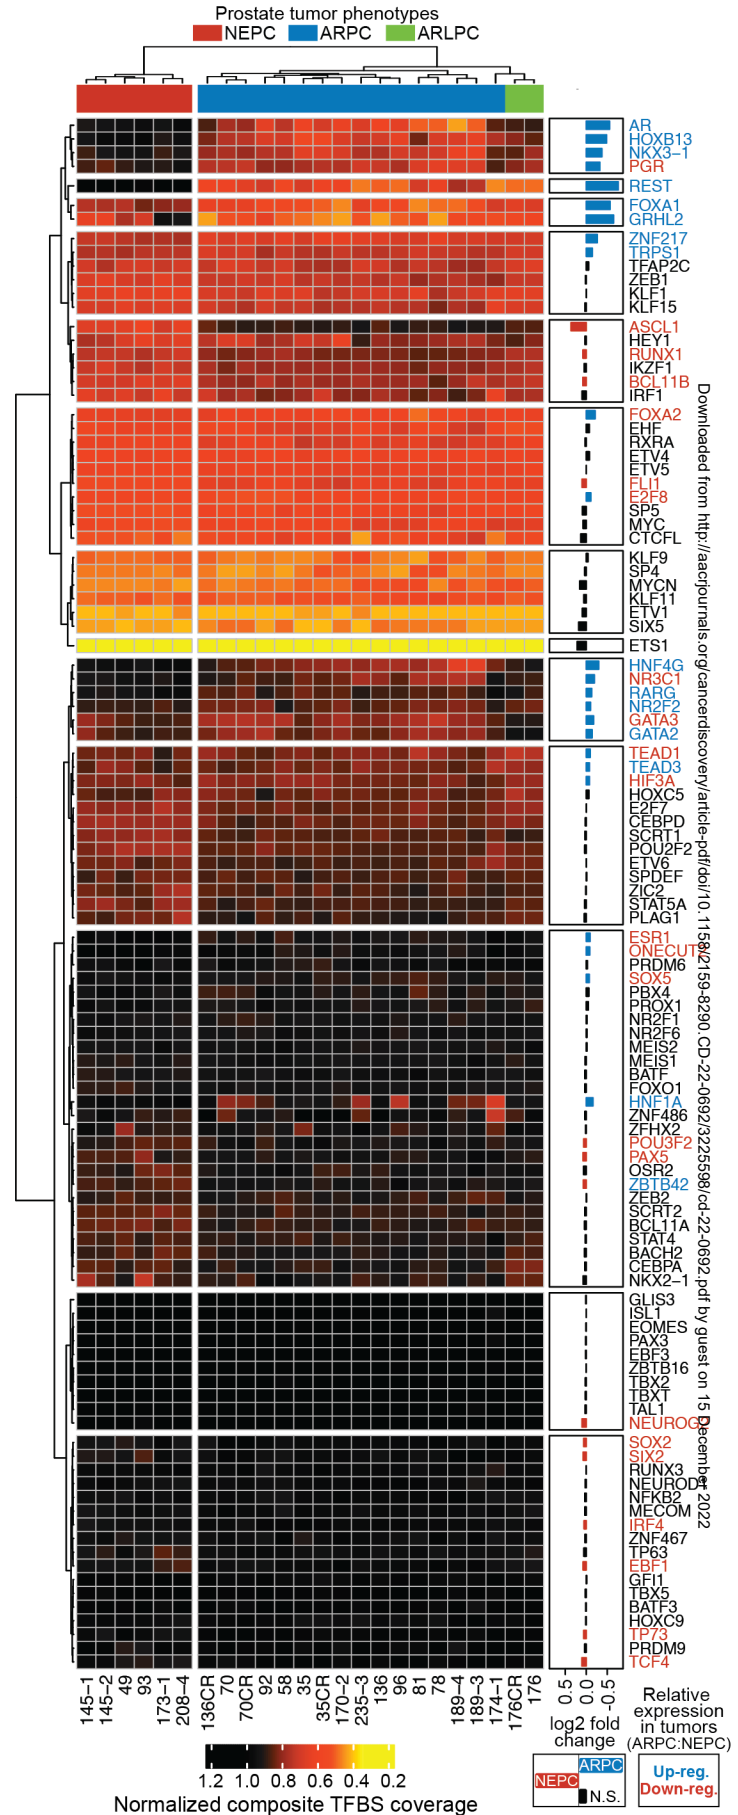 Prostate tumor phenotypes
NEPC ARPC ARLPC
AR
HOXB13
NKX3−1
PGR
REST
FOXA1
GRHL2
ZNF217
TRPS1
TFAP2C
ZEB1
KLF1
KLF15
ASCL1
HEY1
RUNX1
IKZF1
BCL11B
IRF1
FOXA2
EHF
RXRA
ETV4
ETV5
FLI1
E2F8
SP5
MYC
CTCFL
KLF9
SP4
MYCN
KLF11
ETV1
SIX5
ETS1
HNF4G
NR3C1
RARG
NR2F2
GATA3
GATA2
TEAD1
TEAD3
HIF3A
HOXC5
E2F7
CEBPD
SCRT1
POU2F2
ETV6
SPDEF
ZIC2
STAT5A
PLAG1
ESR1
PRDM6
SOX5
PBX4
PROX1
NR2F1
NR2F6
MEIS2
MEIS1
BATF
FOXO1
HNF1A
ZNF486
ZFHX2
POU3F2
PAX5
OSR2
ZBTB42
ZEB2
SCRT2
BCL11A
STAT4
BACH2
CEBPA
NKX2−1
GLIS3
ISL1
EOMES
PAX3
EBF3
ZBTB16
TBX2
TBXT
TAL1
SOX2
SIX2
RUNX3
NEUROD1
NFKB2
MECOM
IRF4
ZNF467
TP63
EBF1
GFI1
TBX5
BATF3
HOXC9
TP73
PRDM9
TCF4
Downloaded from http://aacrjournals.org/cancerdiscovery/article-pdf/doi/10.1158/2159-8290.CD-22-0692/3225598/cd-22-0692.pdf by guest on 15 December 2022
145-1 145-2 49 93 173-1 208-4 136CR 70 70CR 92 58 35 35CR 170-2 235-3 136 96 81 78 189-4 189-3 174-1 176CR 176
0.5 0.0 -0.5
log2 fold
change
Relative
expression
in tumors
(ARPC:NEPC)
ARPC
NEPC
N.S.
Up-reg.
Down-reg.
1.2 1.0 0.8 0.6 0.4 0.2
Normalized composite TFBS coverage